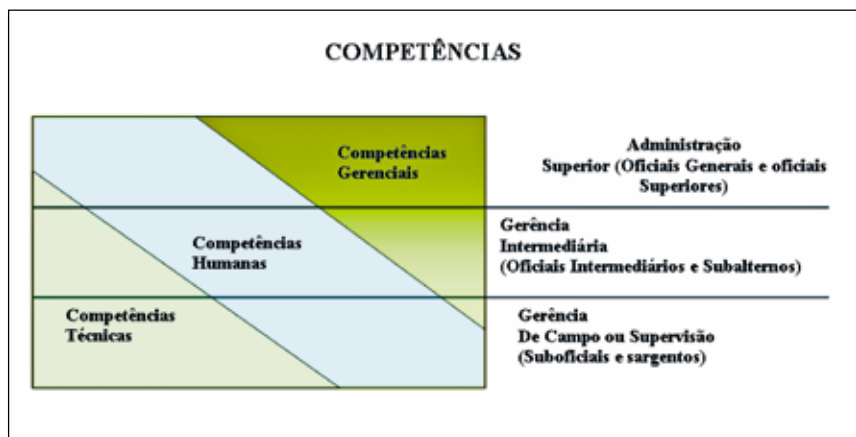 COMPETÊNCIAS
Competências
Gerenciais
Administração
Superior (Oficiais Generais e oficiais
Superiores)
Competências
Humanas
Gerência
Intermediária
(Oficiais Intermediários e Subalternos)
Competências
Técnicas
Gerência
De Campo ou Supervisão
(Suboficiais e sargentos)